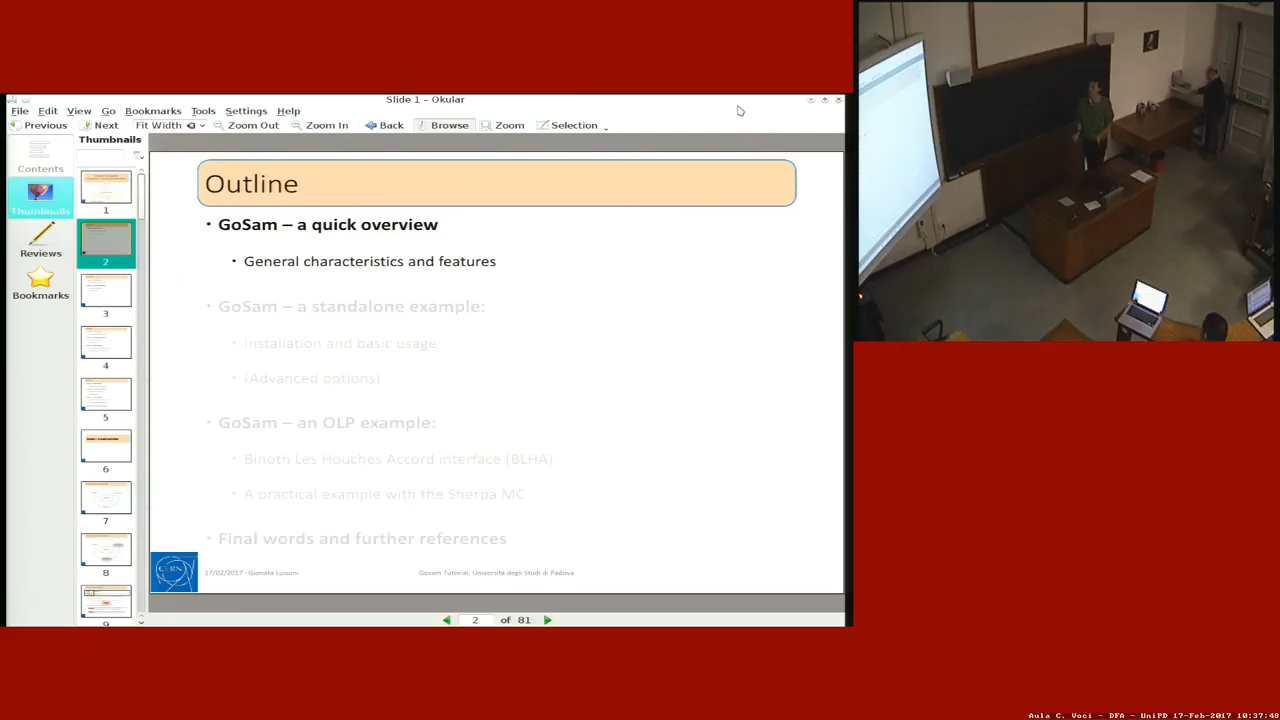 Slide 1 – Okular
File Edit View Go Bookmarks Tools Settings Help
Previous Next Fit Width Zoom Out Zoom In Back Browse Zoom Selection
Contents
Thumbnails
Reviews
Bookmarks
Thumbnails
1
2
3
4
5
6
7
8
9
Outline
• GoSam – a quick overview
• General characteristics and features
• GoSam – a standalone example:
• Installation and basic usage
• (Advanced options)
• GoSam – an OLP example:
• Binoth Les Houches Accord interface (BLHA)
• A practical example with the Sherpa MC
• Final words and further references
CERN
17/02/2017 - Gionata Luisoni
Gosam Tutorial, Universita degli Studi di Padova
2 of 81
Aula C. Voci - DFA - UniPD 17-Feb-2017 10:37:48